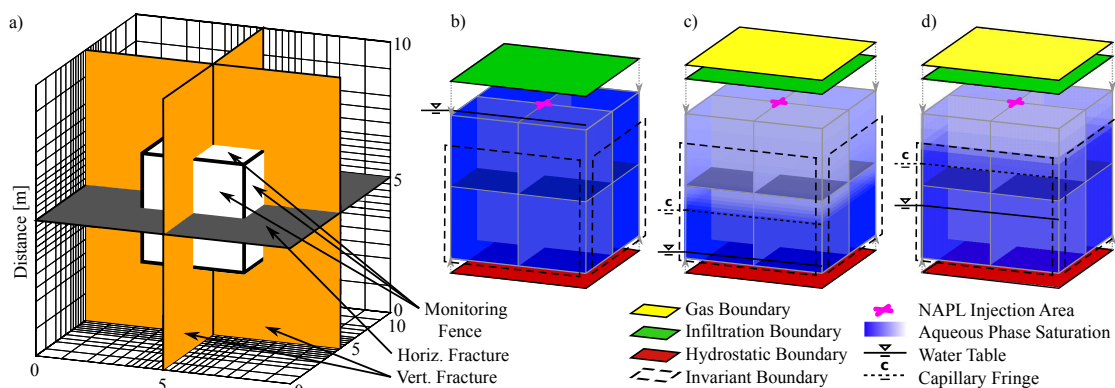 a)
b)
c)
d)
10
5
0
10
5
0
0
5
Distance [m]
Monitoring
Fence
Horiz. Fracture
Vert. Fracture
c
c
Gas Boundary
Infiltration Boundary
Hydrostatic Boundary
Invariant Boundary
NAPL Injection Area
Aqueous Phase Saturation
Water Table
c
Capillary Fringe